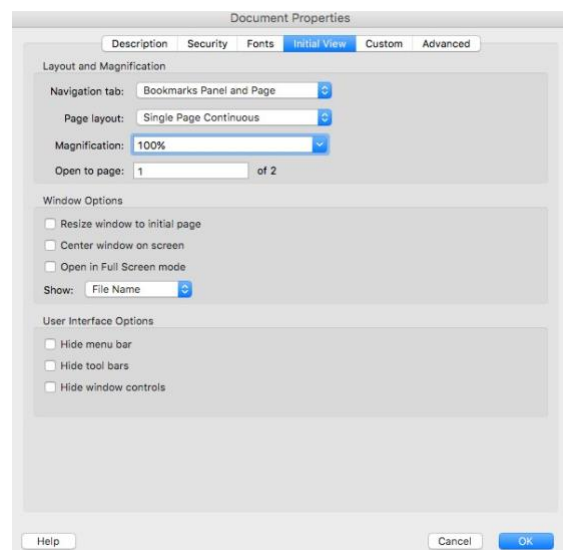 Document Properties
Description Security Fonts Initial View Custom Advanced
Layout and Magnification
Navigation tab: Bookmarks Panel and Page
Page layout: Single Page Continuous
Magnification: 100%
Open to page: 1 of 2
Window Options
Resize window to initial page
Center window on screen
Open in Full Screen mode
Show: File Name
User Interface Options
Hide menu bar
Hide tool bars
Hide window controls
Help Cancel OK